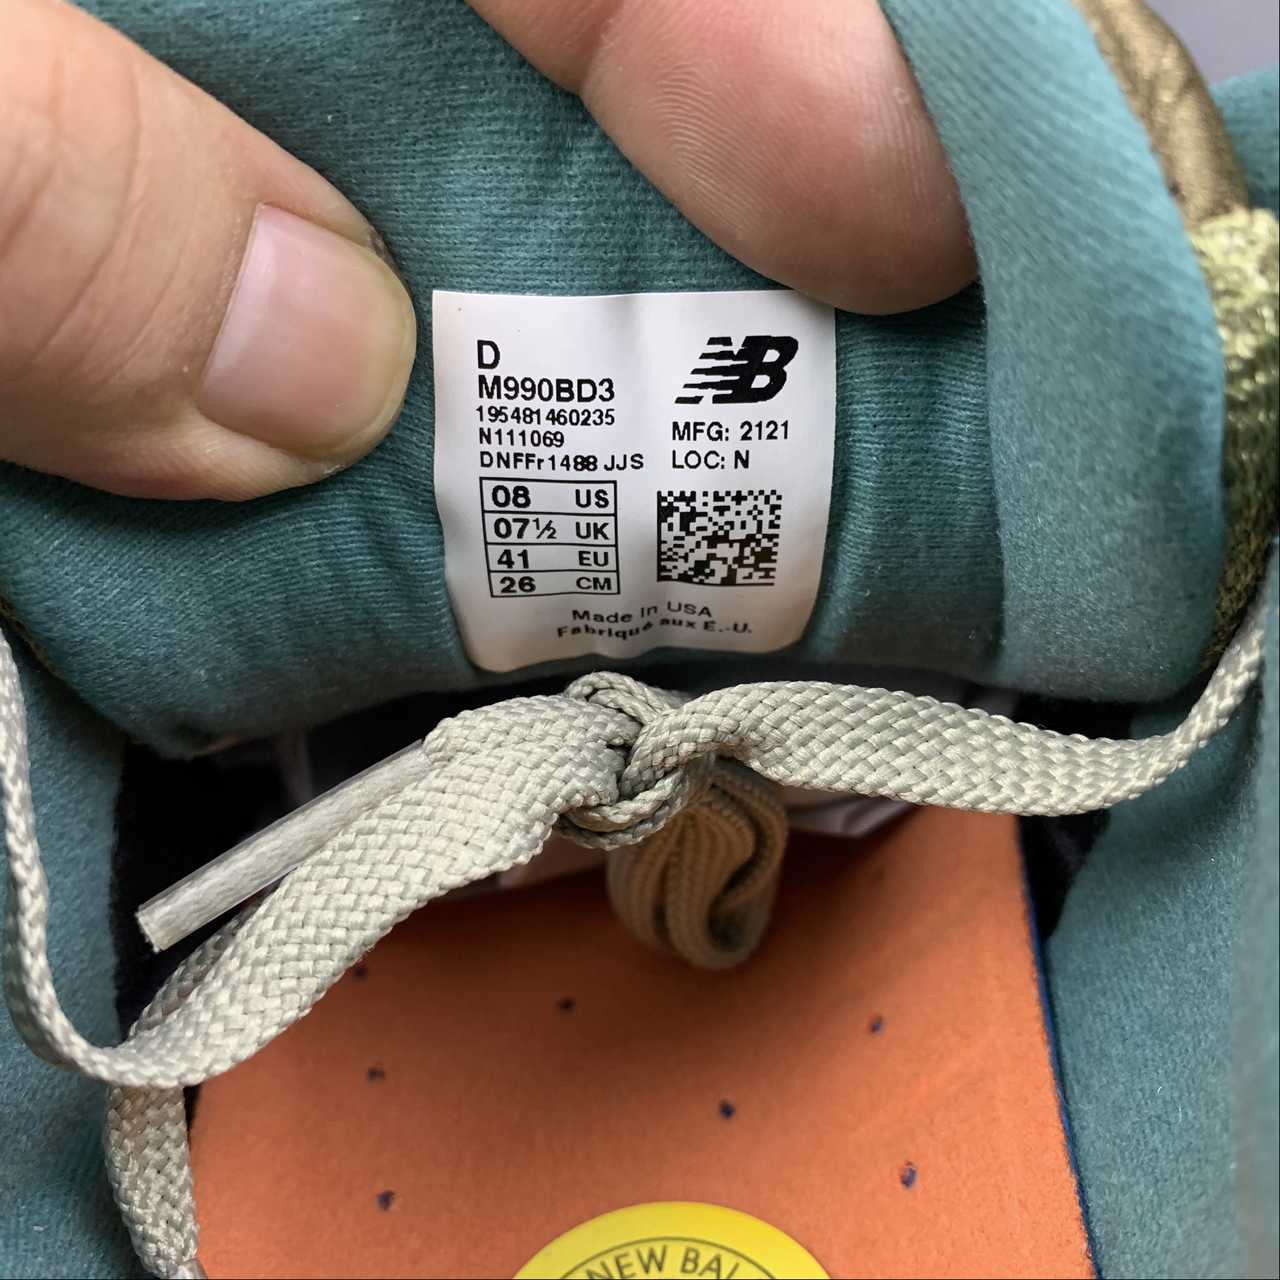 D
M990BD3
195481460235
N111069
DNFFr1488 JJS
NB
MFG: 2121
LOC: N
08 US
07½ UK
41 EU
26 CM
Made in USA
Fabriqué aux É.-U.
NEW BAL